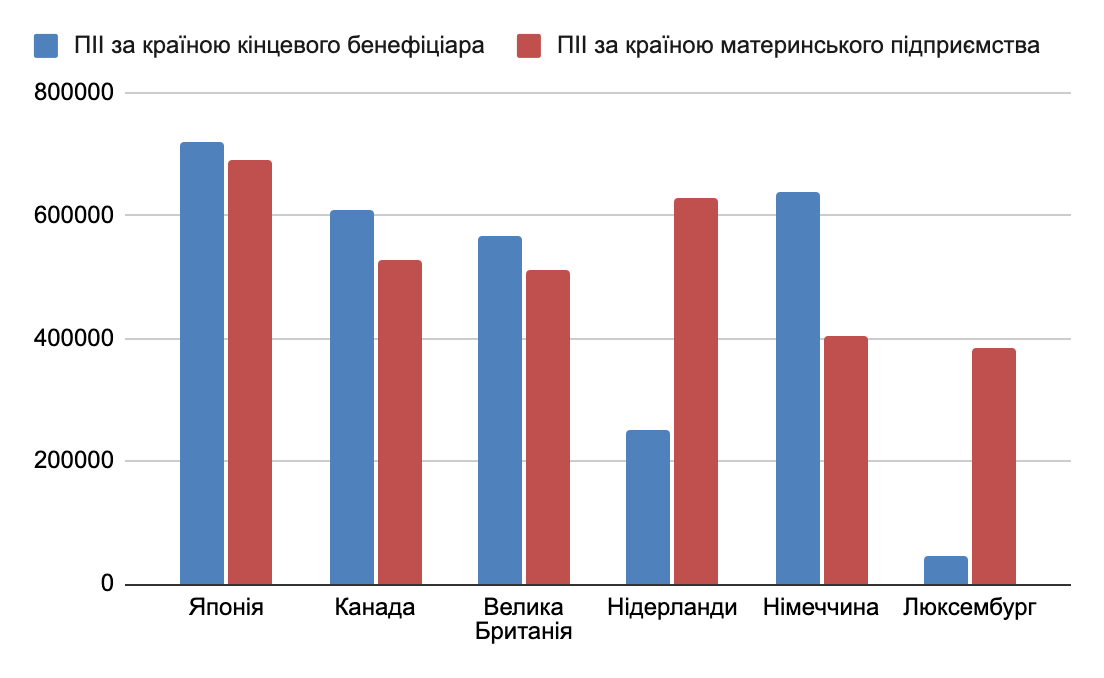 ПІІ за країною кінцевого бенефіціара
ПІІ за країною материнського підприємства
800000
600000
400000
200000
0
Японія
Канада
Велика
Британія
Нідерланди
Німеччина
Люксембург